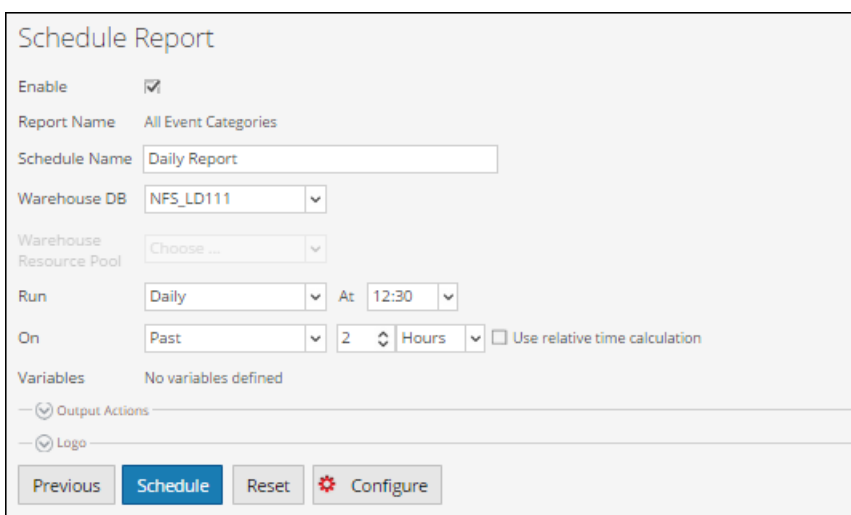 Schedule Report
Enable
Report Name All Event Categories
Schedule Name Daily Report
Warehouse DB NFS_LD111
Warehouse
Resource Pool Choose ...
Run Daily At 12:30
On Past 2 Hours Use relative time calculation
Variables No variables defined
Output Actions
Logo
Previous Schedule Reset Configure